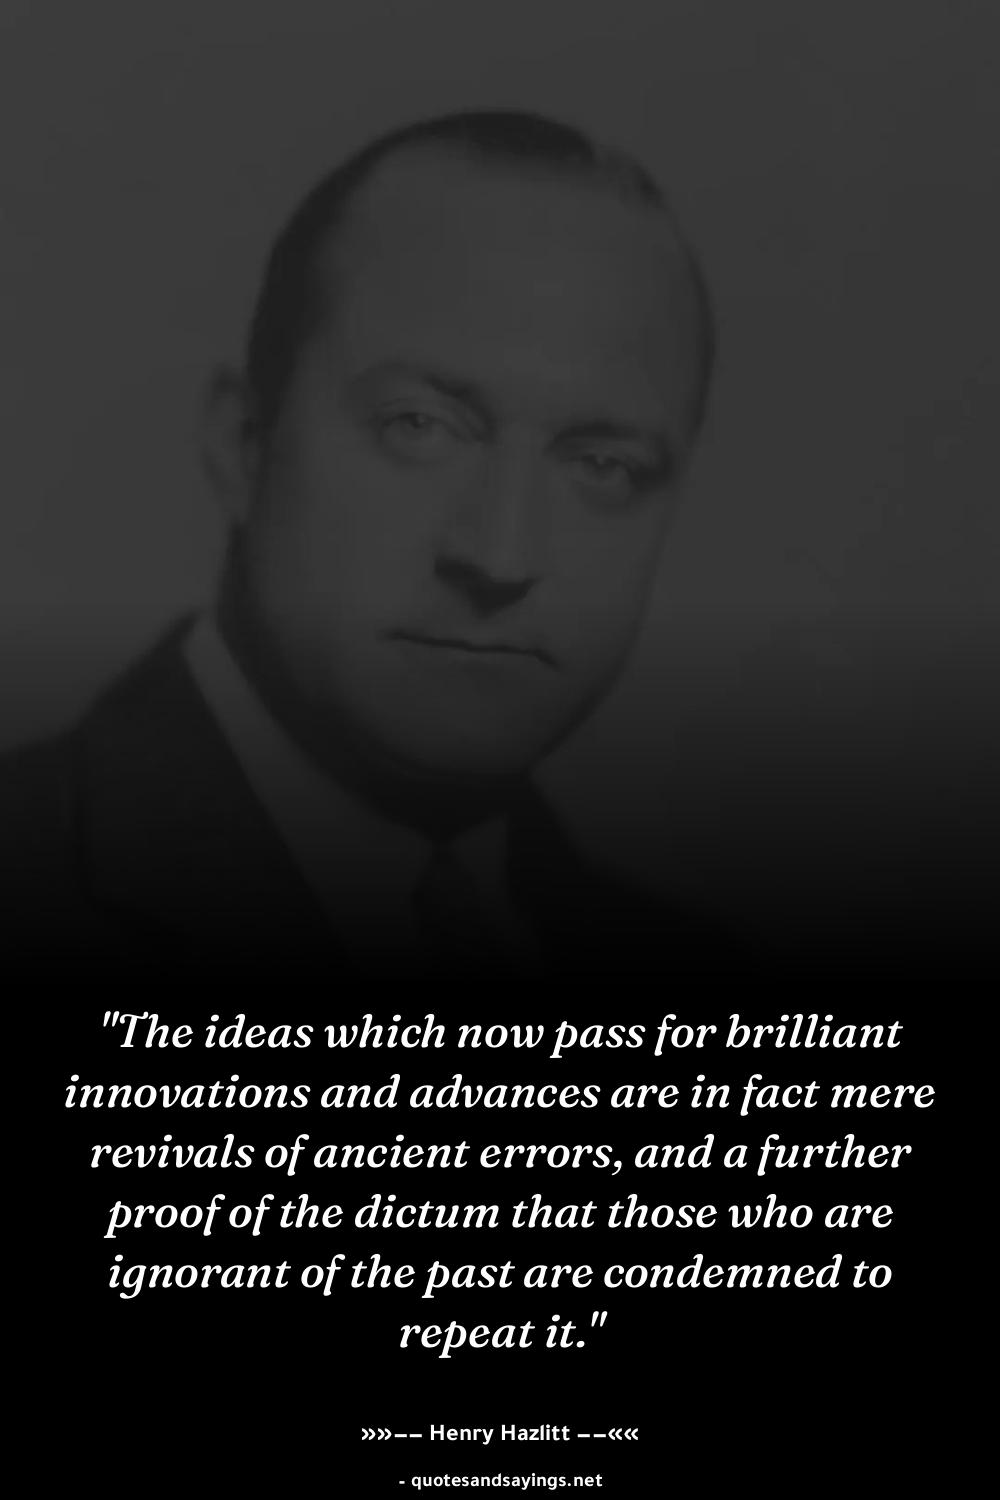 "The ideas which now pass for brilliant
innovations and advances are in fact mere
revivals of ancient errors, and a further
proof of the dictum that those who are
ignorant of the past are condemned to
repeat it."
»»−− Henry Hazlitt −−««
- quotesandsayings.net